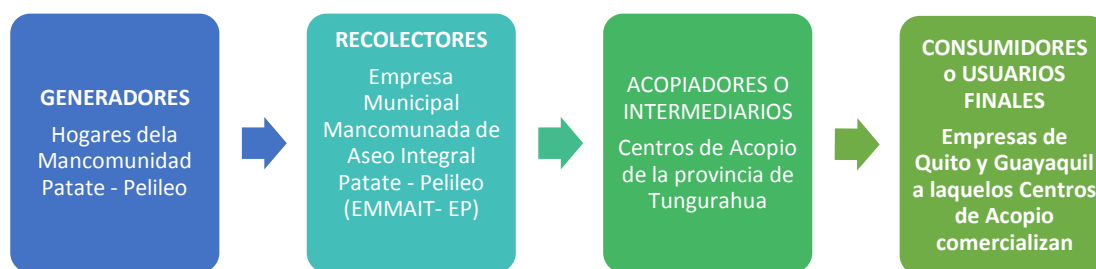 GENERADORES
Hogares dela
Mancomunidad
Patate - Pelileo
RECOLECTORES
Empresa
Municipal
Mancomunada de
Aseo Integral
Patate - Pelileo
(EMMAIT- EP)
ACOPIADORES O
INTERMEDIARIOS
Centros de Acopio
de la provincia de
Tungurahua
CONSUMIDORES
o USUARIOS
FINALES
Empresas de
Quito y Guayaquil
a laquelos Centros
de Acopio
comercializan